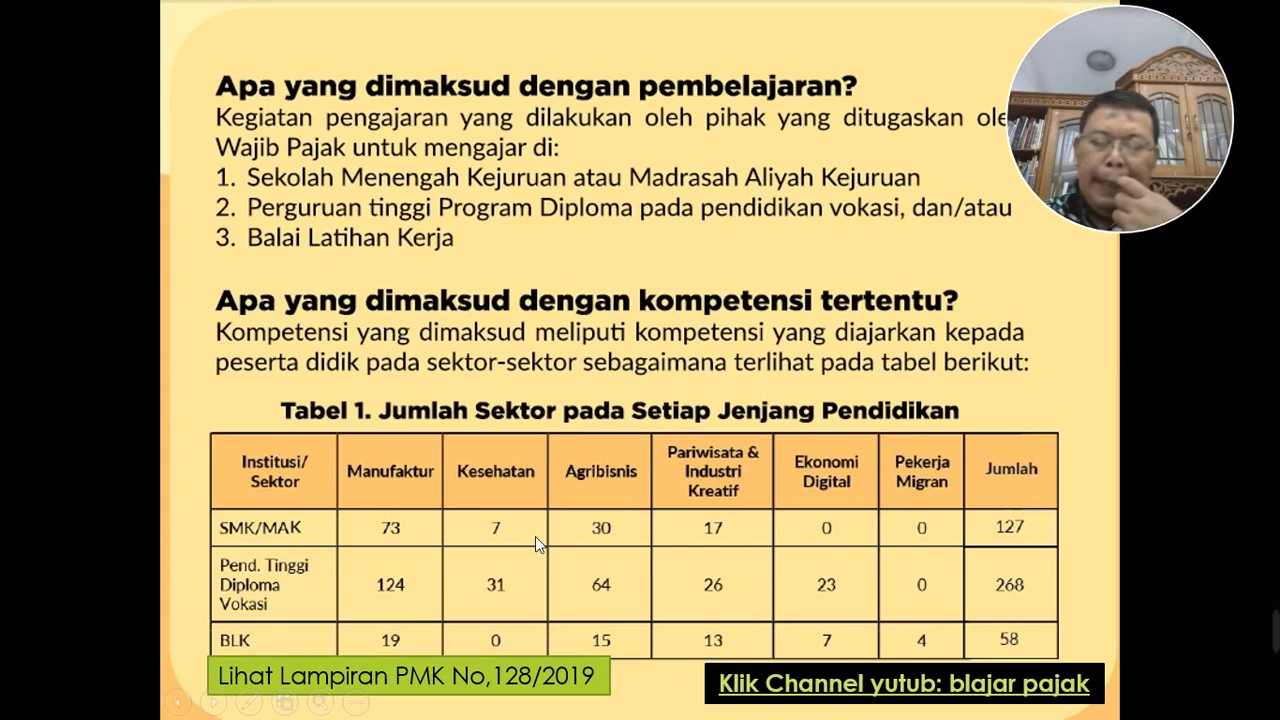 Apa yang dimaksud dengan pembelajaran?
Kegiatan pengajaran yang dilakukan oleh pihak yang ditugaskan
Wajib Pajak untuk mengajar di:
1. Sekolah Menengah Kejuruan atau Madrasah Aliyah Kejuruan
2. Perguruan tinggi Program Diploma pada pendidikan vokasi, dan/atau
3. Balai Latihan Kerja
Apa yang dimaksud dengan kompetensi tertentu?
Kompetensi yang dimaksud meliputi kompetensi yang diajarkan kepada
peserta didik pada sektor-sektor sebagaimana terlihat pada tabel berikut:
Tabel 1. Jumlah Sektor pada Setiap Jenjang Pendidikan
Institusi/
Sektor
Manufaktur
Kesehatan
Agribisnis
Pariwisata &
Industri
Kreatif
Ekonomi
Digital
Pekerja
Migran
Jumlah
SMK/MAK 73 7 30 17 0 0 127
Pend. Tinggi
Diploma
Vokasi
124 31 64 26 23 0 268
BLK 19 0 15 13 7 4 58
Lihat Lampiran PMK No,128/2019
Klik Channel yutub: blajar pajak